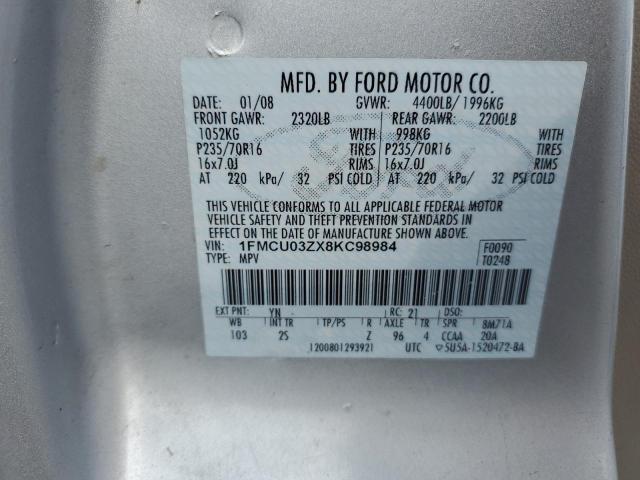 MFD. BY FORD MOTOR CO.
DATE: 01/08 GVWR: 4400LB/ 1996KG
FRONT GAWR: 2320LB REAR GAWR: 2200LB
1052KG WITH 998KG WITH
P235/70R16 TIRES P235/70R16 TIRES
16x7.0J RIMS 16x7.0J RIMS
AT 220 kPa/ 32 PSI COLD AT 220 kPa/ 32 PSI COLD
THIS VEHICLE CONFORMS TO ALL APPLICABLE FEDERAL MOTOR
VEHICLE SAFETY AND THEFT PREVENTION STANDARDS IN
EFFECT ON THE DATE OF MANUFACTURE SHOWN ABOVE.
VIN: 1FMCU03ZX8KC98984 F0090
TYPE: MPV T0248
EXT PNT: YN RC: 21 DSO:
WB INT TR TP/PS R AXLE TR SPR 8M71A
103 2S Z 96 4 CCAA 20A
1200801293921 UTC ▽5U5A-1520472-BA